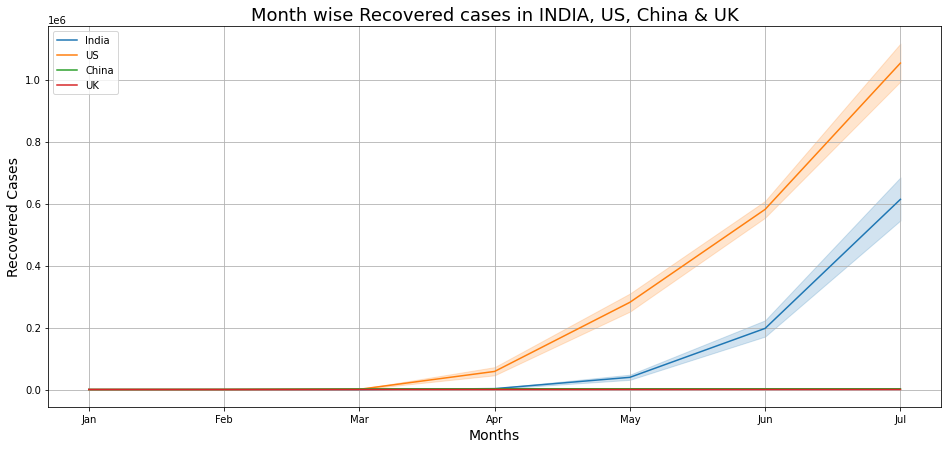 Month wise Recovered cases in INDIA, US, China & UK
1e6
India
US
China
UK
1.0
0.8
0.6
0.4
0.2
0.0
Recovered Cases
Jan Feb Mar Apr May Jun Jul
Months